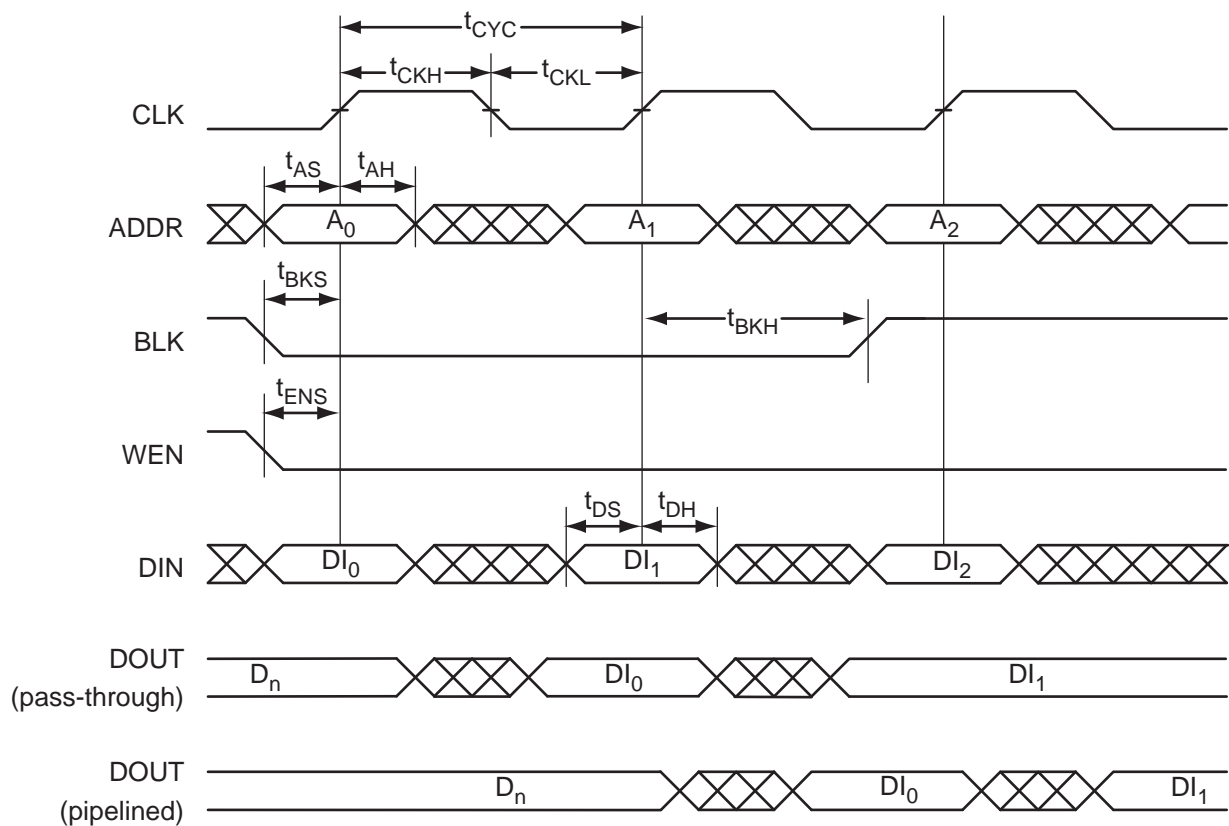 tCYC
tCKH tCKL
CLK
tAS tAH
ADDR A0 A1 A2
tBKS
BLK tBKH
tENS
WEN
tDS tDH
DIN DI0 DI1 DI2
DOUT
(pass-through) Dn DI0 DI1
DOUT
(pipelined) Dn DI0 DI1